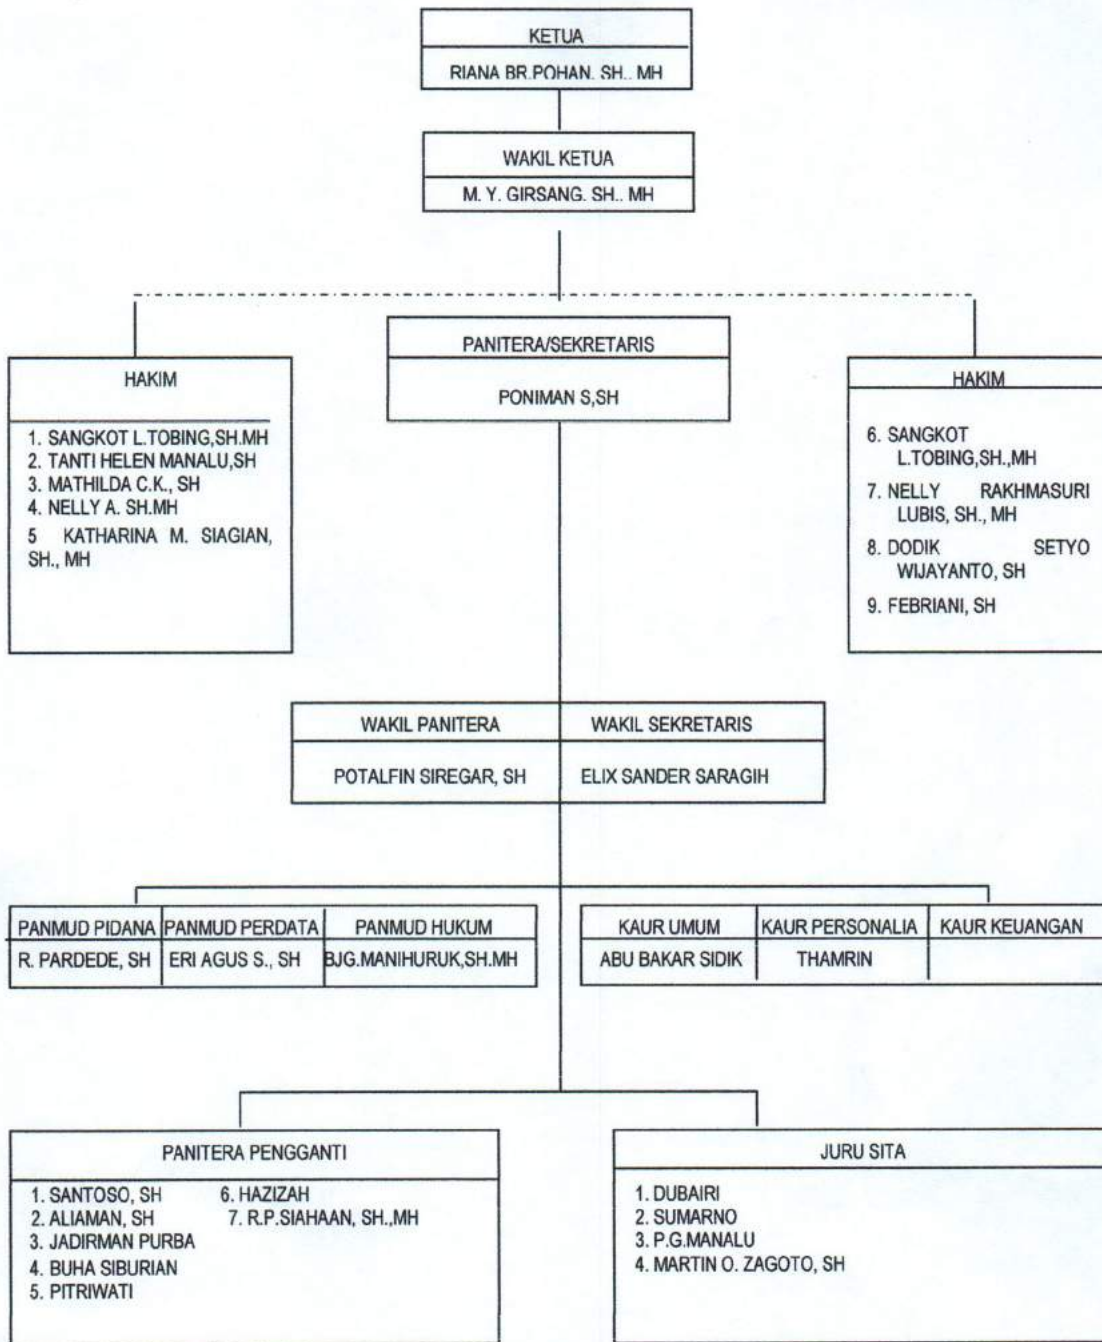 KETUA
RIANA BR.POHAN. SH.. MH
WAKIL KETUA
M. Y. GIRSANG. SH.. MH
PANITERA/SEKRETARIS
PONIMAN S,SH
HAKIM
1. SANGKOT L.TOBING,SH.MH
2. TANTI HELEN MANALU,SH
3. MATHILDA C.K., SH
4. NELLY A. SH.MH
5 KATHARINA M. SIAGIAN,
SH., MH
HAKIM
6. SANGKOT
L.TOBING,SH.,MH
7. NELLY RAKHMASURI
LUBIS, SH., MH
8. DODIK SETYO
WIJAYANTO, SH
9. FEBRIANI, SH
WAKIL PANITERA
POTALFIN SIREGAR, SH
WAKIL SEKRETARIS
ELIX SANDER SARAGIH
PANMUD PIDANA
R. PARDEDE, SH
PANMUD PERDATA
ERI AGUS S., SH
PANMUD HUKUM
BJG.MANIHURUK,SH.MH
KAUR UMUM
ABU BAKAR SIDIK
KAUR PERSONALIA
THAMRIN
KAUR KEUANGAN
PANITERA PENGGANTI
1. SANTOSO, SH
2. ALIAMAN, SH
3. JADIRMAN PURBA
4. BUHA SIBURIAN
5. PITRIWATI
6. HAZIZAH
7. R.P.SIAHAAN, SH.,MH
JURU SITA
1. DUBAIRI
2. SUMARNO
3. P.G.MANALU
4. MARTIN O. ZAGOTO, SH